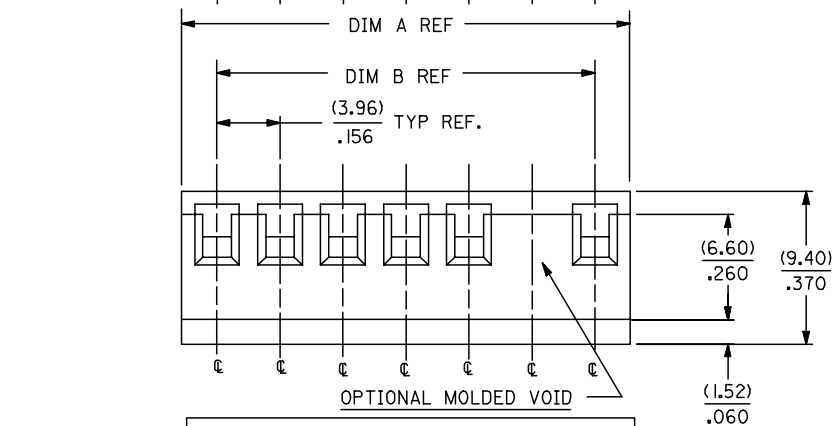 DIM A REF
DIM B REF
(3.96)
.156 TYP REF.
(6.60)
.260
(9.40)
.370
℄ ℄ ℄ ℄ ℄ ℄ ℄
OPTIONAL MOLDED VOID
(1.52)
.060